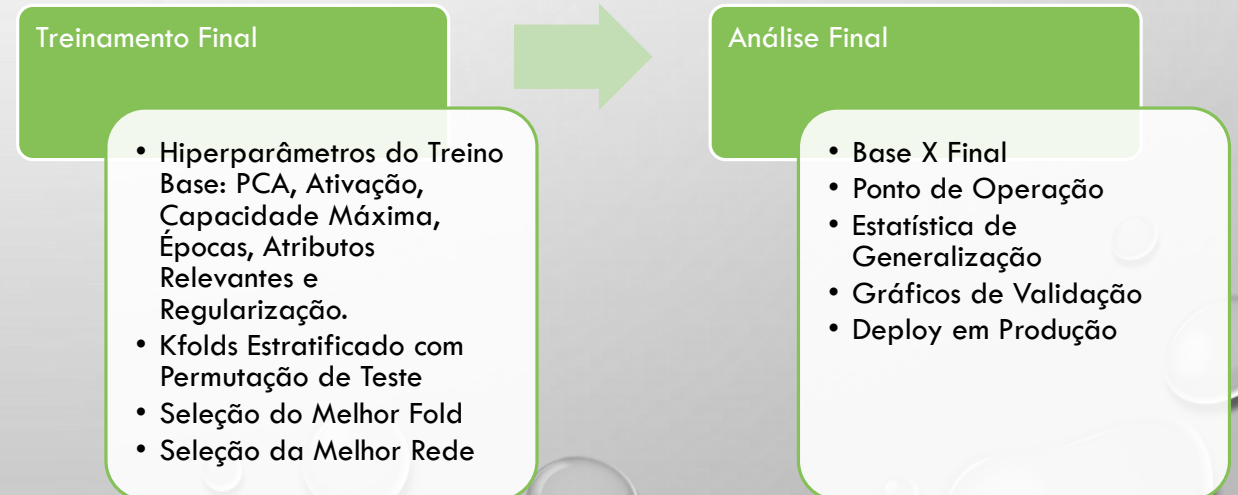 Treinamento Final
• Hiperparâmetros do Treino
Base: PCA, Ativação,
Capacidade Máxima,
Épocas, Atributos
Relevantes e
Regularização.
• Kfolds Estratificado com
Permutação de Teste
• Seleção do Melhor Fold
• Seleção da Melhor Rede
Análise Final
• Base X Final
• Ponto de Operação
• Estatística de
Generalização
• Gráficos de Validação
• Deploy em Produção